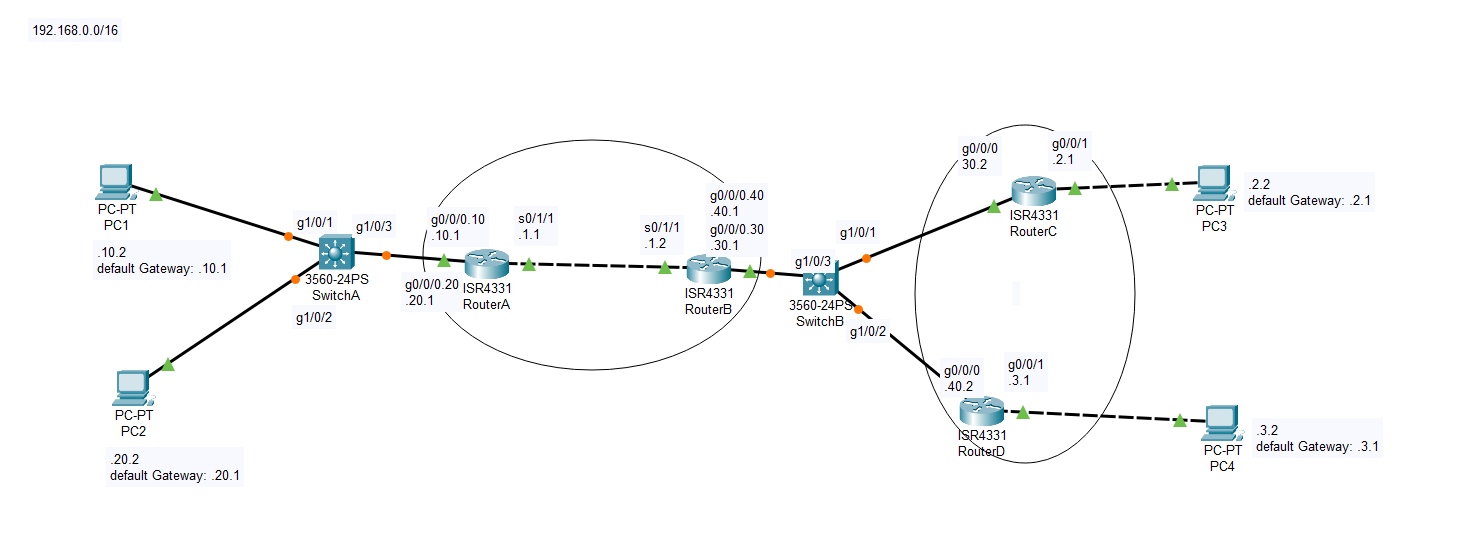 192.168.0.0/16
PC-PT
PC1
.10.2
default Gateway: .10.1
PC-PT
PC2
.20.2
default Gateway: .20.1
g1/0/1
g1/0/3
3560-24PS
SwitchA
g1/0/2
g0/0/0.10
.10.1
g0/0/0.20
.20.1
s0/1/1
.1.1
ISR4331
RouterA
s0/1/1
.1.2
g0/0/0.40
.40.1
g0/0/0.30
.30.1
ISR4331
RouterB
g1/0/3
g1/0/1
3560-24PS
SwitchB
g1/0/2
g0/0/0
30.2
g0/0/1
.2.1
ISR4331
RouterC
PC-PT
PC3
.2.2
default Gateway: .2.1
g0/0/0
.40.2
g0/0/1
.3.1
ISR4331
RouterD
PC-PT
PC4
.3.2
default Gateway: .3.1